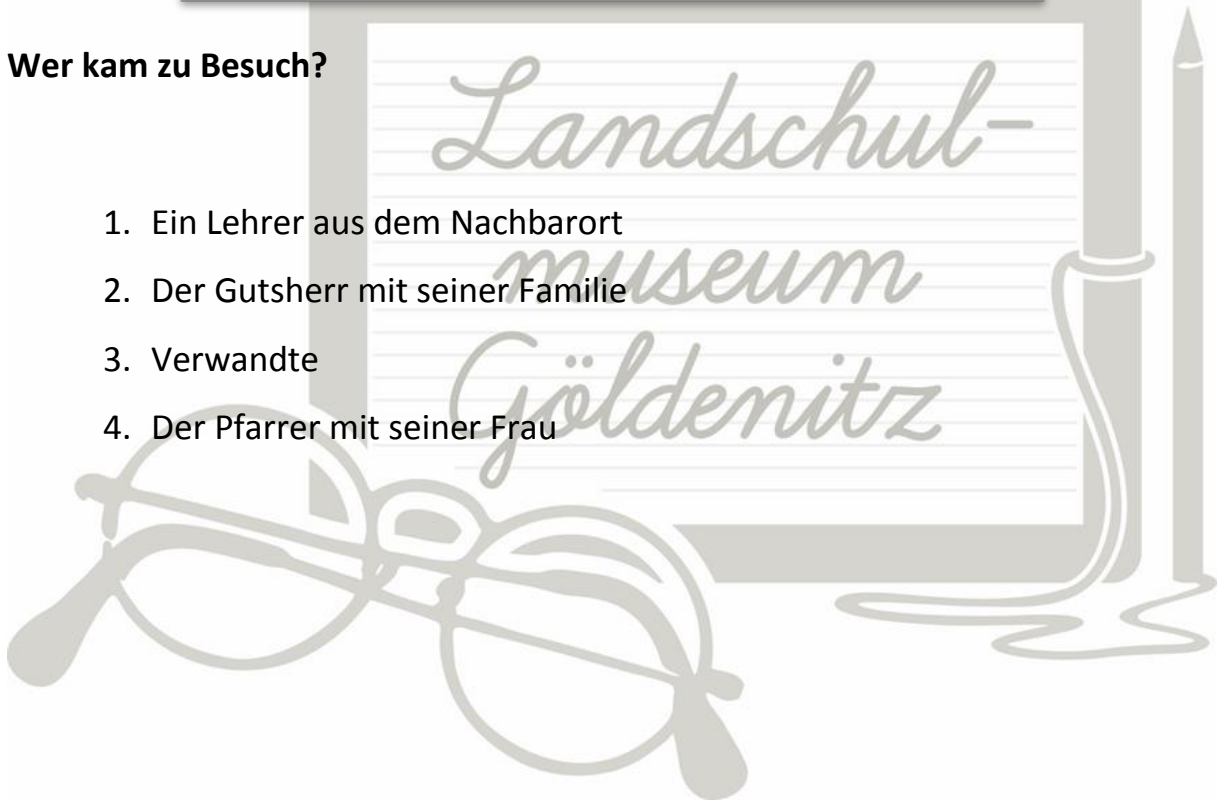 Wer kam zu Besuch?
Landschul-
1. Ein Lehrer aus dem Nachbarort
museum
2. Der Gutsherr mit seiner Familie
3. Verwandte
Göldenitz
4. Der Pfarrer mit seiner Frau